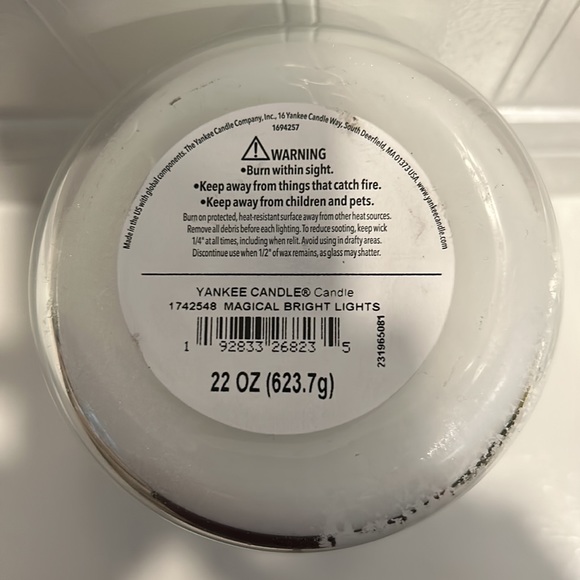 Made in the US with global components. The Yankee Candle Company, Inc., 16 Yankee Candle Way, South Deerfield, MA 01373 USA, www.yankeecandle.com
1694257
WARNING
•Burn within sight.
•Keep away from things that catch fire.
•Keep away from children and pets.
Burn on protected, heat-resistant surface away from other heat sources.
Remove all debris before each lighting. To reduce sooting, keep wick
1/4" at all times, including when relit. Avoid using in drafty areas.
Discontinue use when 1/2" of wax remains, as glass may shatter.
YANKEE CANDLE® Candle
1742548 MAGICAL BRIGHT LIGHTS
1 92833 26823 5
231965081
22 OZ (623.7g)